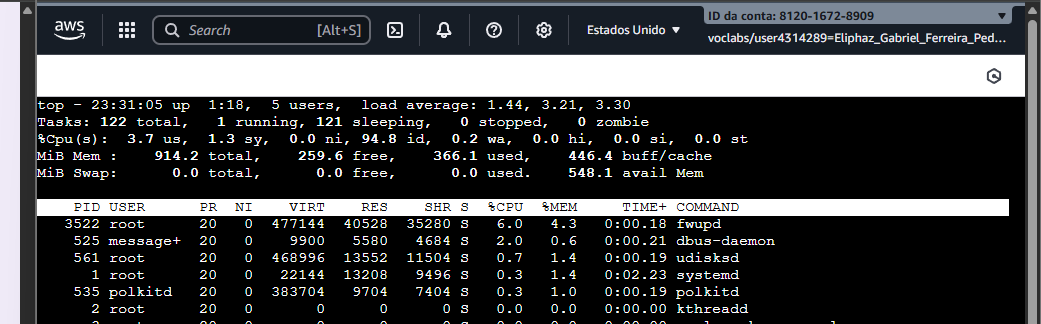 aws Search [Alt+S] Estados Unido ▼ ID da conta: 8120-1672-8909 ▼
voclabs/user4314289=Eliphaz_Gabriel_Ferreira_Ped...
top - 23:31:05 up  1:18,  5 users,  load average: 1.44, 3.21, 3.30
Tasks: 122 total,   1 running, 121 sleeping,   0 stopped,   0 zombie
%Cpu(s):  3.7 us,  1.3 sy,  0.0 ni, 94.8 id,  0.2 wa,  0.0 hi,  0.0 si,  0.0 st
MiB Mem :    914.2 total,    259.6 free,    366.1 used,    446.4 buff/cache
MiB Swap:      0.0 total,      0.0 free,      0.0 used.    548.1 avail Mem
PID USER      PR  NI    VIRT    RES    SHR S  %CPU  %MEM     TIME+ COMMAND
3522 root      20   0  477144  40528  35280 S   6.0   4.3   0:00.18 fwupd
525 message+  20   0    9900   5580   4684 S   2.0   0.6   0:00.21 dbus-daemon
561 root      20   0  468996  13552  11504 S   0.7   1.4   0:00.19 udisksd
1 root      20   0   22144  13208   9496 S   0.3   1.4   0:02.23 systemd
535 polkitd   20   0  383704   9704   7404 S   0.3   1.0   0:00.19 polkitd
2 root      20   0       0      0      0 S   0.0   0.0   0:00.00 kthreadd